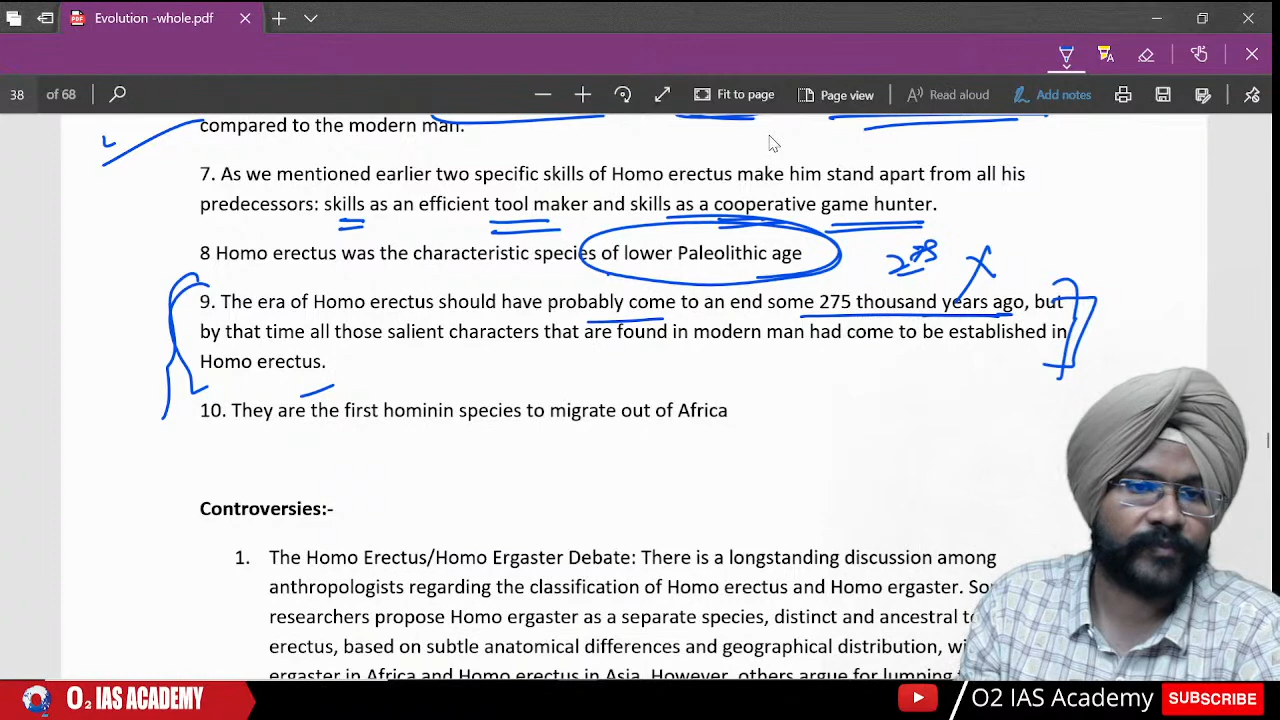 Evolution -whole.pdf
38 of 68
Fit to page
Page view
Read aloud
Add notes
compared to the modern man.
7. As we mentioned earlier two specific skills of Homo erectus make him stand apart from all his
predecessors: skills as an efficient tool maker and skills as a cooperative game hunter.
8 Homo erectus was the characteristic species of lower Paleolithic age
9. The era of Homo erectus should have probably come to an end some 275 thousand years ago, but
by that time all those salient characters that are found in modern man had come to be established in
Homo erectus.
10. They are the first hominin species to migrate out of Africa
Controversies:-
1. The Homo Erectus/Homo Ergaster Debate: There is a longstanding discussion among
anthropologists regarding the classification of Homo erectus and Homo ergaster.
researchers propose Homo ergaster as a separate species, distinct and ancestral
erectus, based on subtle anatomical differences and geographical distribution,
ergaster in Africa and Homo erectus in Asia. However, others argue for lumping
O2 IAS ACADEMY
O2 IAS Academy
SUBSCRIBE